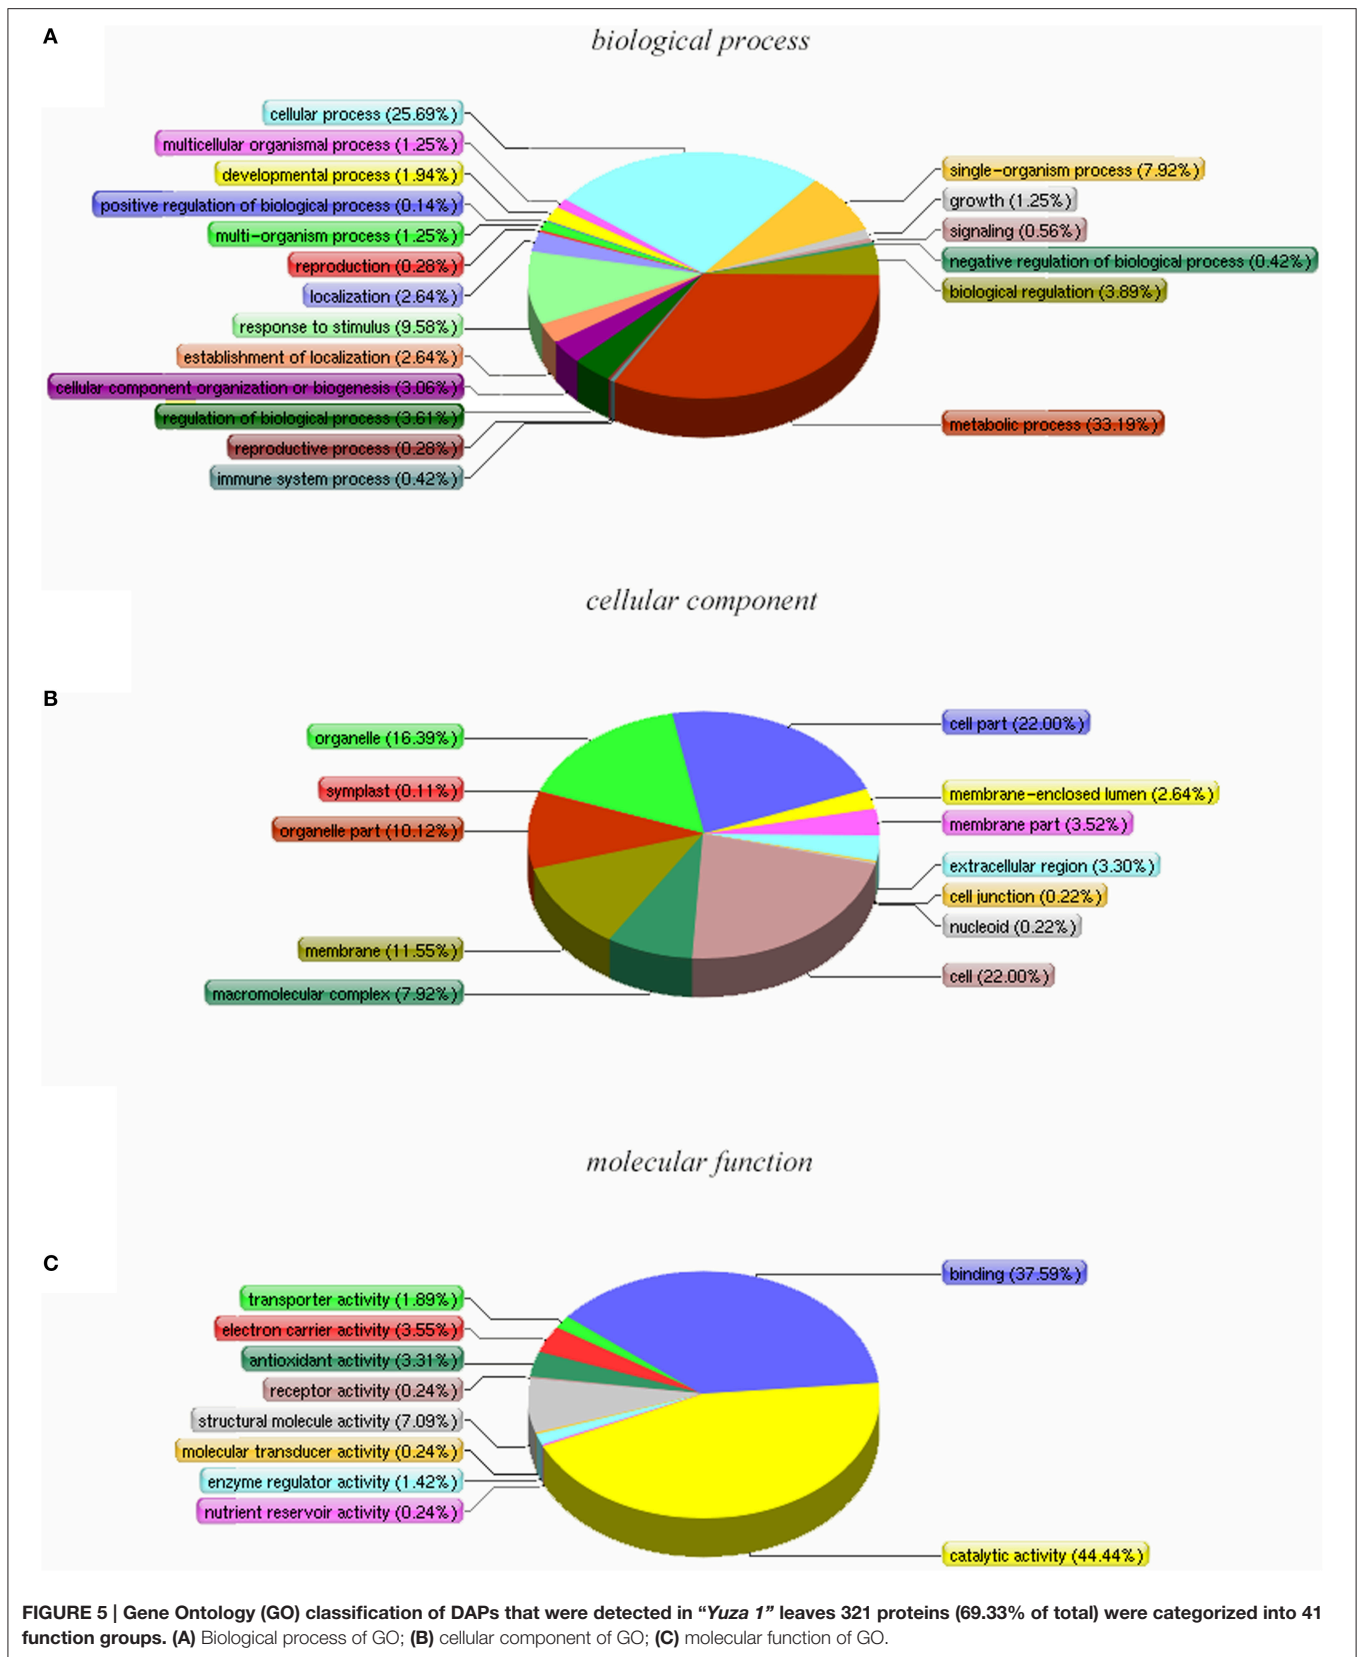 A
biological process
cellular process (25.69%)
multicellular organismal process (1.25%)
developmental process (1.94%)
positive regulation of biological process (0.14%)
multi-organism process (1.25%)
reproduction (0.28%)
localization (2.64%)
response to stimulus (9.58%)
establishment of localization (2.64%)
cellular component organization or biogenesis (3.06%)
regulation of biological process (3.61%)
reproductive process (0.28%)
immune system process (0.42%)
single-organism process (7.92%)
growth (1.25%)
signaling (0.56%)
negative regulation of biological process (0.42%)
biological regulation (3.89%)
metabolic process (33.19%)
cellular component
B
organelle (16.39%)
symplast (0.11%)
organelle part (10.12%)
membrane (11.55%)
macromolecular complex (7.92%)
cell part (22.00%)
membrane-enclosed lumen (2.64%)
membrane part (3.52%)
extracellular region (3.30%)
cell junction (0.22%)
nucleoid (0.22%)
cell (22.00%)
molecular function
C
transporter activity (1.89%)
electron carrier activity (3.55%)
antioxidant activity (3.31%)
receptor activity (0.24%)
structural molecule activity (7.09%)
molecular transducer activity (0.24%)
enzyme regulator activity (1.42%)
nutrient reservoir activity (0.24%)
binding (37.59%)
catalytic activity (44.44%)
FIGURE 5 | Gene Ontology (GO) classification of DAPs that were detected in “Yuza 1” leaves 321 proteins (69.33% of total) were categorized into 41
function groups. (A) Biological process of GO; (B) cellular component of GO; (C) molecular function of GO.